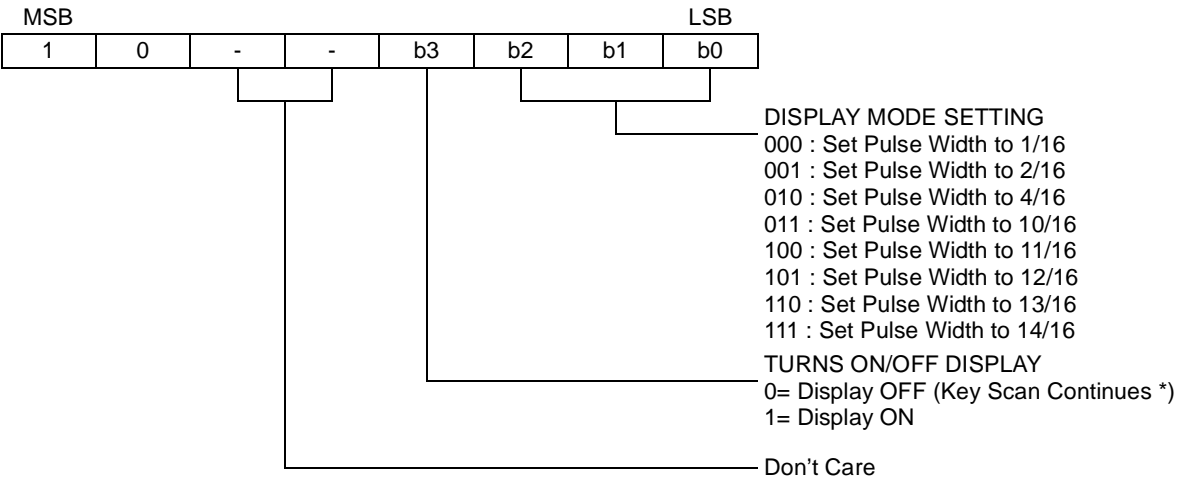 MSB LSB
1 0 - - b3 b2 b1 b0
DISPLAY MODE SETTING
000 : Set Pulse Width to 1/16
001 : Set Pulse Width to 2/16
010 : Set Pulse Width to 4/16
011 : Set Pulse Width to 10/16
100 : Set Pulse Width to 11/16
101 : Set Pulse Width to 12/16
110 : Set Pulse Width to 13/16
111 : Set Pulse Width to 14/16
TURNS ON/OFF DISPLAY
0= Display OFF (Key Scan Continues *)
1= Display ON
Don't Care